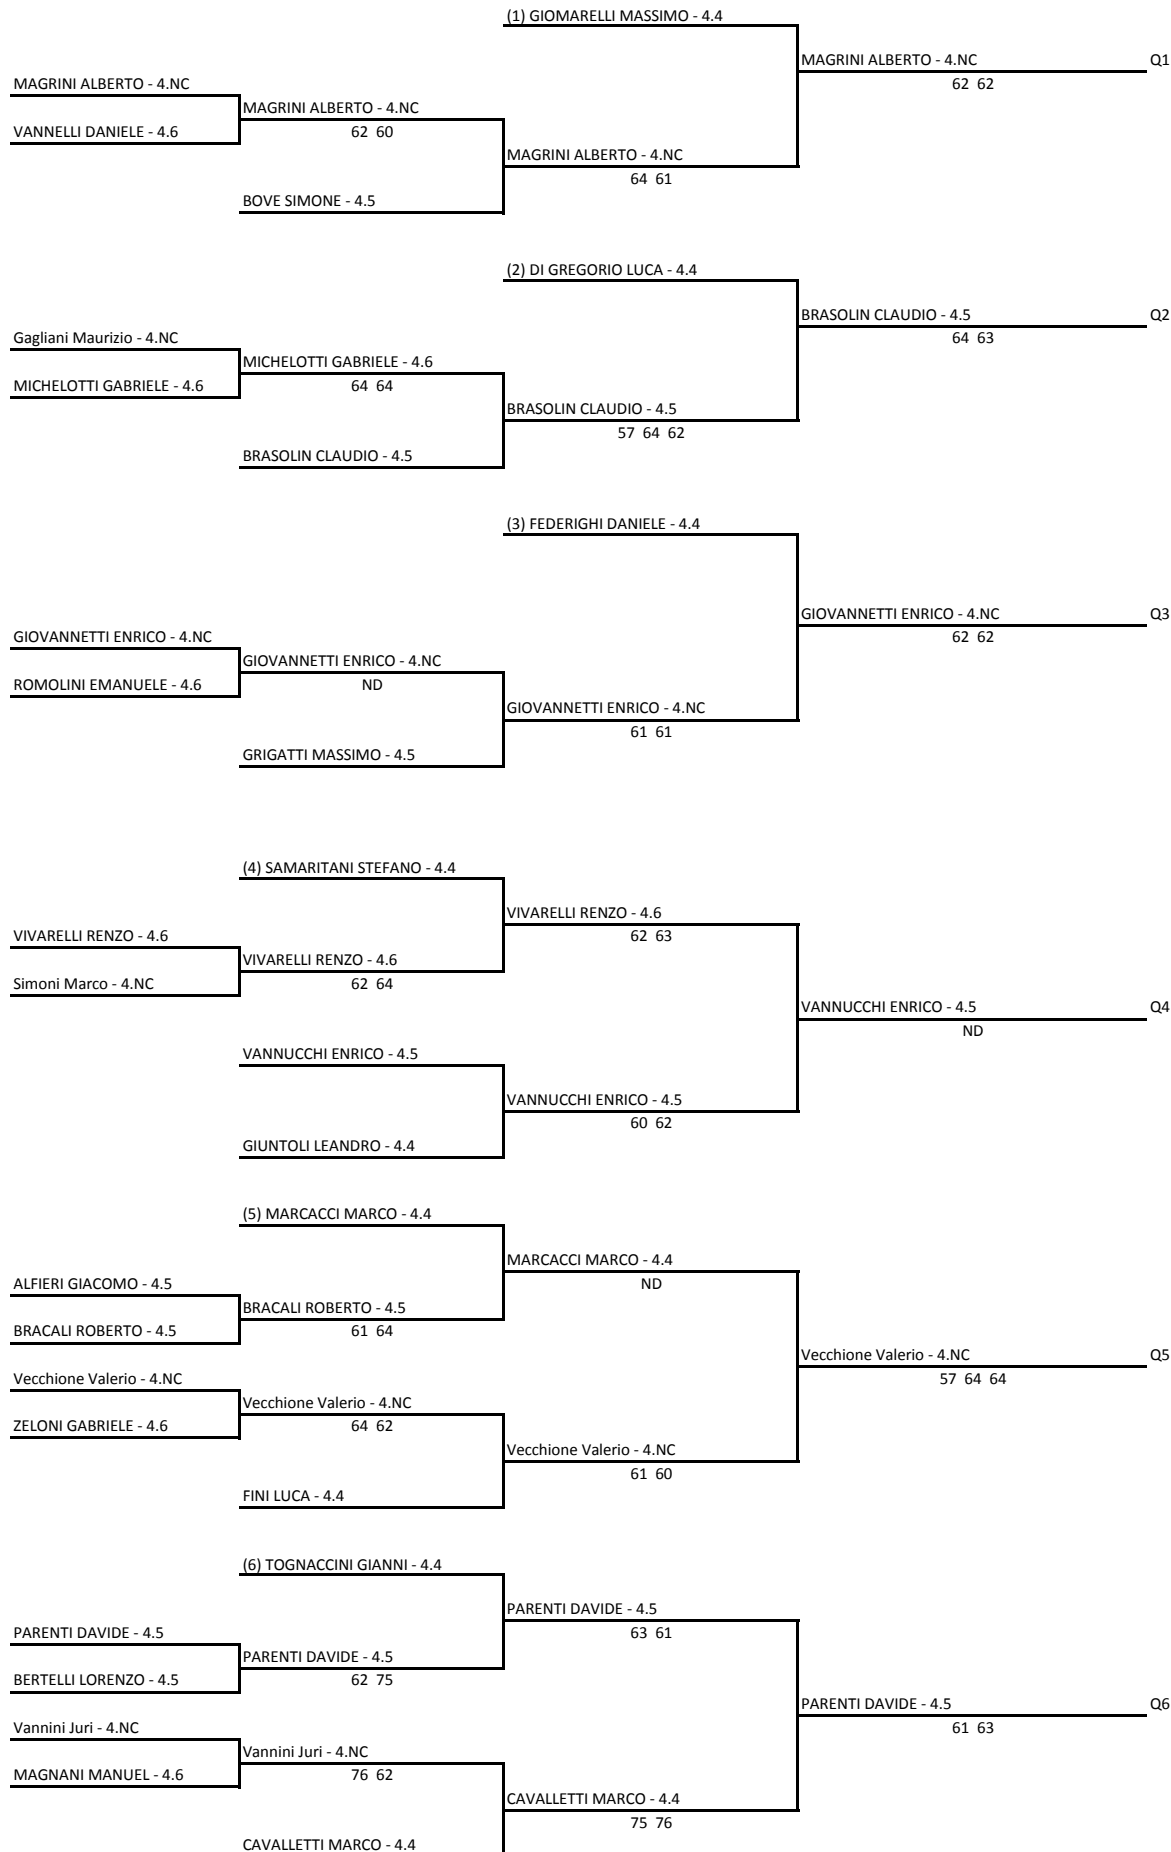 (1) GIOMARELLI MASSIMO - 4.4
MAGRINI ALBERTO - 4.NC Q1
62 62
MAGRINI ALBERTO - 4.NC
MAGRINI ALBERTO - 4.NC
VANNELLI DANIELE - 4.6
62 60
MAGRINI ALBERTO - 4.NC
64 61
BOVE SIMONE - 4.5
(2) DI GREGORIO LUCA - 4.4
BRASOLIN CLAUDIO - 4.5 Q2
64 63
Gagliani Maurizio - 4.NC
MICHELOTTI GABRIELE - 4.6
MICHELOTTI GABRIELE - 4.6
64 64
BRASOLIN CLAUDIO - 4.5
57 64 62
BRASOLIN CLAUDIO - 4.5
(3) FEDERIGHI DANIELE - 4.4
GIOVANNETTI ENRICO - 4.NC Q3
62 62
GIOVANNETTI ENRICO - 4.NC
GIOVANNETTI ENRICO - 4.NC
ROMOLINI EMANUELE - 4.6
ND
GIOVANNETTI ENRICO - 4.NC
61 61
GRIGATTI MASSIMO - 4.5
(4) SAMARITANI STEFANO - 4.4
VIVARELLI RENZO - 4.6
62 63
VIVARELLI RENZO - 4.6
VIVARELLI RENZO - 4.6
Simoni Marco - 4.NC
62 64
VANNUCCHI ENRICO - 4.5 Q4
ND
VANNUCCHI ENRICO - 4.5
VANNUCCHI ENRICO - 4.5
60 62
GIUNTOLI LEANDRO - 4.4
(5) MARCACCI MARCO - 4.4
MARCACCI MARCO - 4.4
ND
ALFIERI GIACOMO - 4.5
BRACALI ROBERTO - 4.5
BRACALI ROBERTO - 4.5
61 64
Vecchione Valerio - 4.NC Q5
57 64 64
Vecchione Valerio - 4.NC
Vecchione Valerio - 4.NC
ZELONI GABRIELE - 4.6
64 62
Vecchione Valerio - 4.NC
61 60
FINI LUCA - 4.4
(6) TOGNACCINI GIANNI - 4.4
PARENTI DAVIDE - 4.5
63 61
PARENTI DAVIDE - 4.5
PARENTI DAVIDE - 4.5
BERTELLI LORENZO - 4.5
62 75
PARENTI DAVIDE - 4.5 Q6
61 63
Vannini Juri - 4.NC
Vannini Juri - 4.NC
MAGNANI MANUEL - 4.6
76 62
CAVALLETTI MARCO - 4.4
75 76
CAVALLETTI MARCO - 4.4